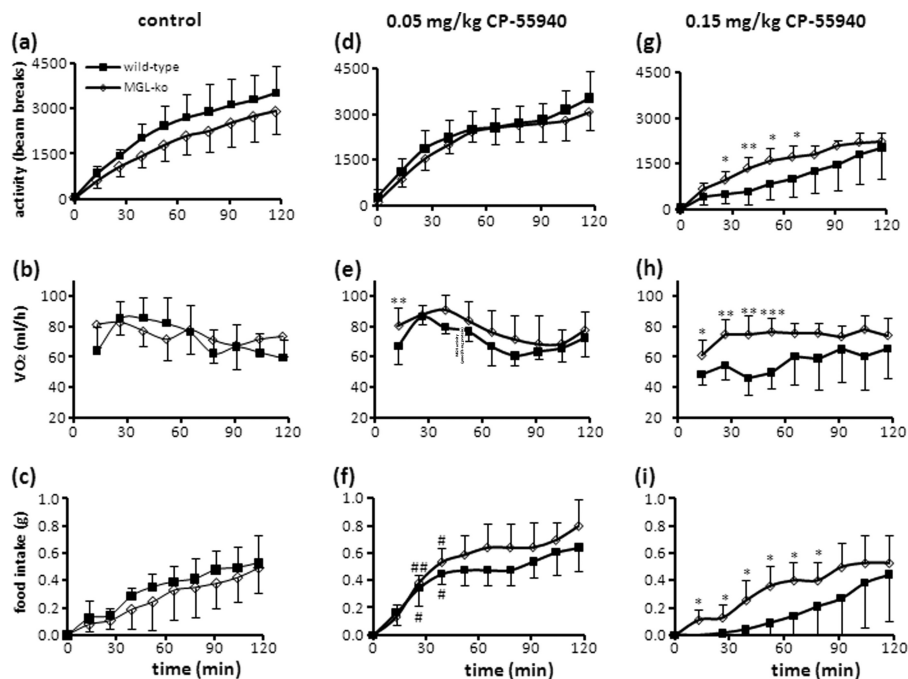 control
0.05 mg/kg CP-55940
0.15 mg/kg CP-55940
(a)
(d)
(g)
activity (beam breaks)
4500
3000
1500
0
wild-type
MGL-ko
0 30 60 90 120
4500
3000
1500
0
0 30 60 90 120
4500
3000
1500
0
* ** * *
0 30 60 90 120
(b)
(e)
(h)
VO₂ (ml/h)
100
80
60
40
20
0 30 60 90 120
100
80
60
40
20
**
0 30 60 90 120
100
80
60
40
20
* ** ** ***
0 30 60 90 120
(c)
(f)
(i)
food intake (g)
1.0
0.8
0.6
0.4
0.2
0.0
0 30 60 90 120
time (min)
1.0
0.8
0.6
0.4
0.2
0.0
#
##
#
#
0 30 60 90 120
time (min)
1.0
0.8
0.6
0.4
0.2
0.0
* * * * * *
0 30 60 90 120
time (min)